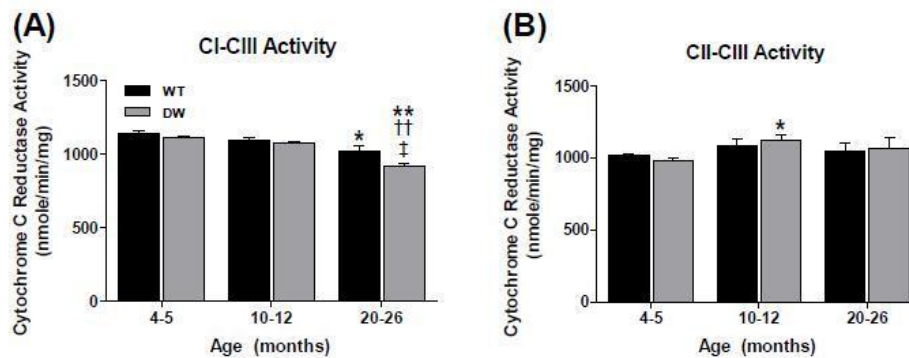 (A)
CI-CIII Activity
Cytochrome C Reductase Activity
(nmole/min/mg)
1500
1000
500
0
WT
DW
*
**
††
‡
4-5
10-12
20-26
Age (months)
(B)
CII-CIII Activity
Cytochrome C Reductase Activity
(nmole/min/mg)
1500
1000
500
0
*
4-5
10-12
20-26
Age (months)